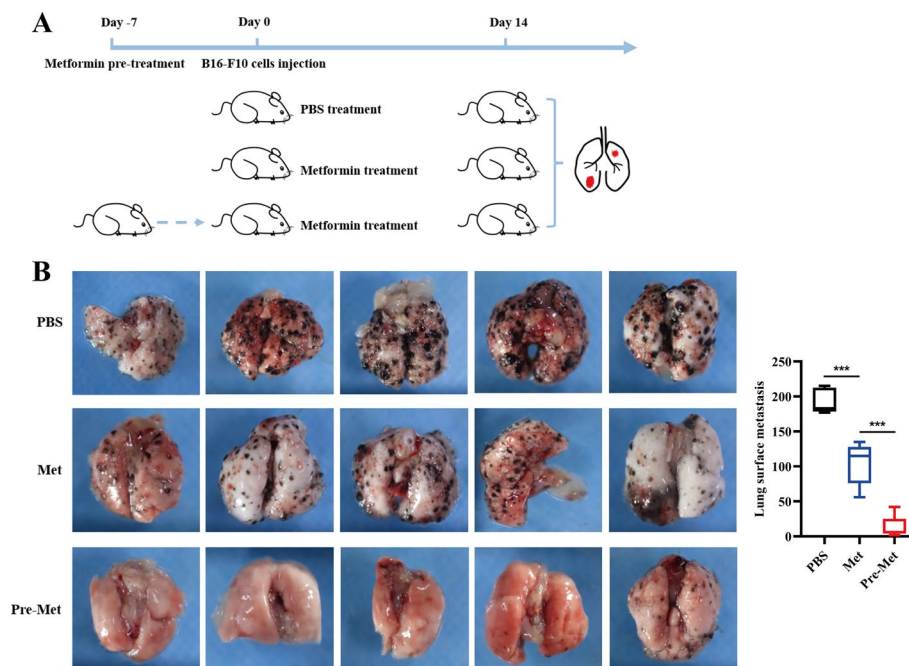 A
Day -7 Day 0 Day 14
Metformin pre-treatment B16-F10 cells injection
PBS treatment
Metformin treatment
Metformin treatment
B
PBS
Met
Pre-Met
Lung surface metastasis
250
200
150
100
50
0
***
***
PBS
Met
Pre-Met